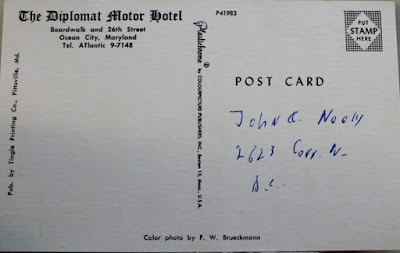 The Diplomat Motor Hotel
Boardwalk and 26th Street
Ocean City, Maryland
Tel. ATlantic 9-7148
P41983
Pub. by Tingle Printing Co., Pittsville, Md.
Plastichrome ®
by COLOURPICTURE PUBLISHERS, INC., Boston 15, Mass., U.S.A.
PUT
STAMP
HERE
POST CARD
John
2623 Conn. N
D.C.
Color photo by F. W. Brueckmann